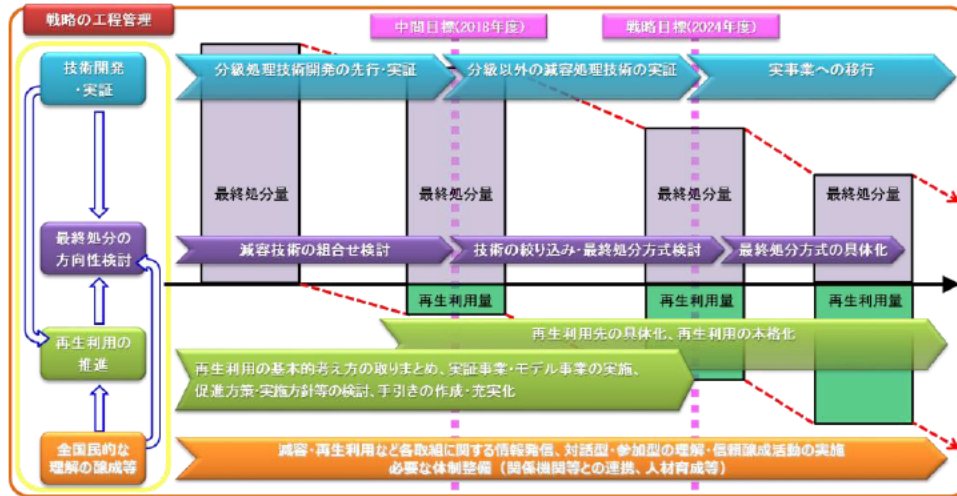 戦略の工程管理
中間目標(2018年度)
戦略目標(2024年度)
技術開発
・実証
分級処理技術開発の先行・実証
分級以外の減容処理技術の実証
実事業への移行
最終処分量
最終処分量
最終処分量
最終処分量
最終処分の
方向性検討
減容技術の組合せ検討
技術の絞り込み・最終処分方式検討
最終処分方式の具体化
再生利用量
再生利用量
再生利用量
再生利用の
推進
再生利用先の具体化、再生利用の本格化
再生利用の基本的考え方の取りまとめ、実証事業・モデル事業の実施、
促進方策・実施方針等の検討、手引きの作成・充実化
全国民的な
理解の醸成等
減容・再生利用など各取組に関する情報発信、対話型・参加型の理解・信頼醸成活動の実施
必要な体制整備（関係機関等との連携、人材育成等）